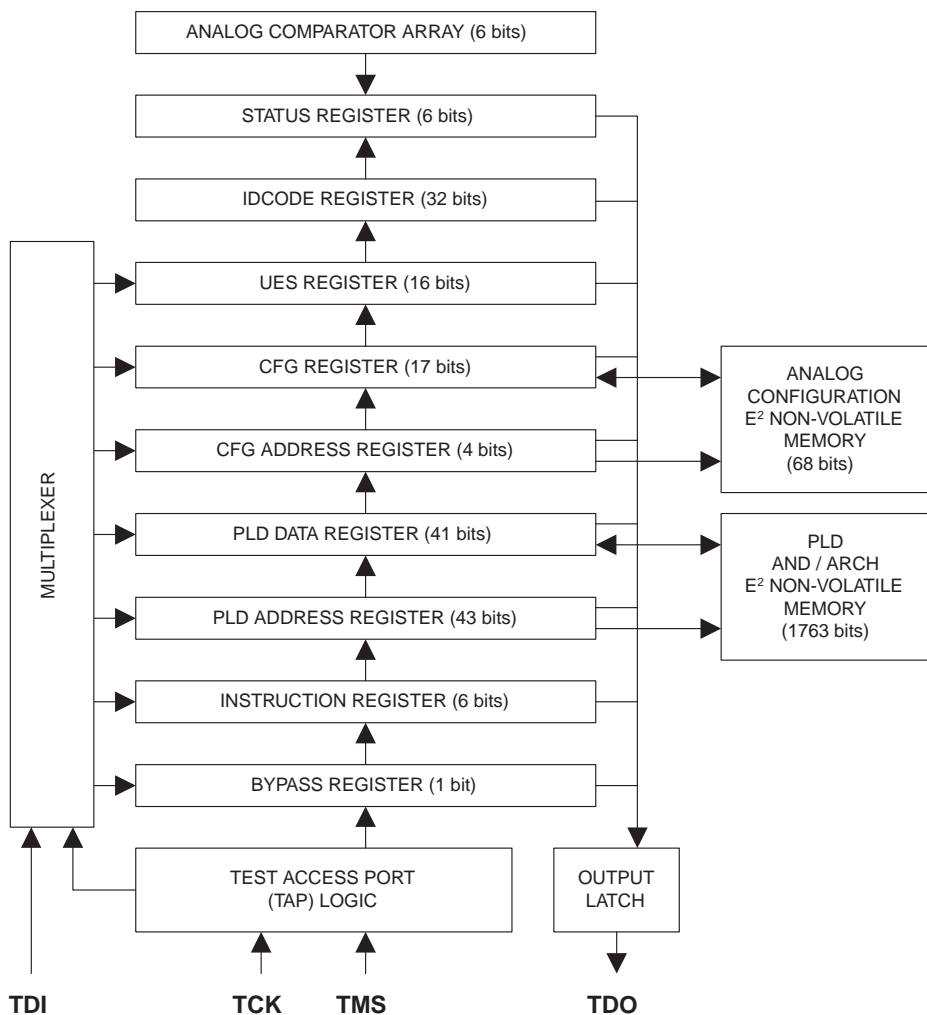 ANALOG COMPARATOR ARRAY (6 bits)
STATUS REGISTER (6 bits)
IDCODE REGISTER (32 bits)
UES REGISTER (16 bits)
CFG REGISTER (17 bits)
CFG ADDRESS REGISTER (4 bits)
PLD DATA REGISTER (41 bits)
PLD ADDRESS REGISTER (43 bits)
INSTRUCTION REGISTER (6 bits)
BYPASS REGISTER (1 bit)
MULTIPLEXER
ANALOG
CONFIGURATION
E² NON-VOLATILE
MEMORY
(68 bits)
PLD
AND / ARCH
E² NON-VOLATILE
MEMORY
(1763 bits)
TEST ACCESS PORT
(TAP) LOGIC
OUTPUT
LATCH
TDI
TCK
TMS
TDO